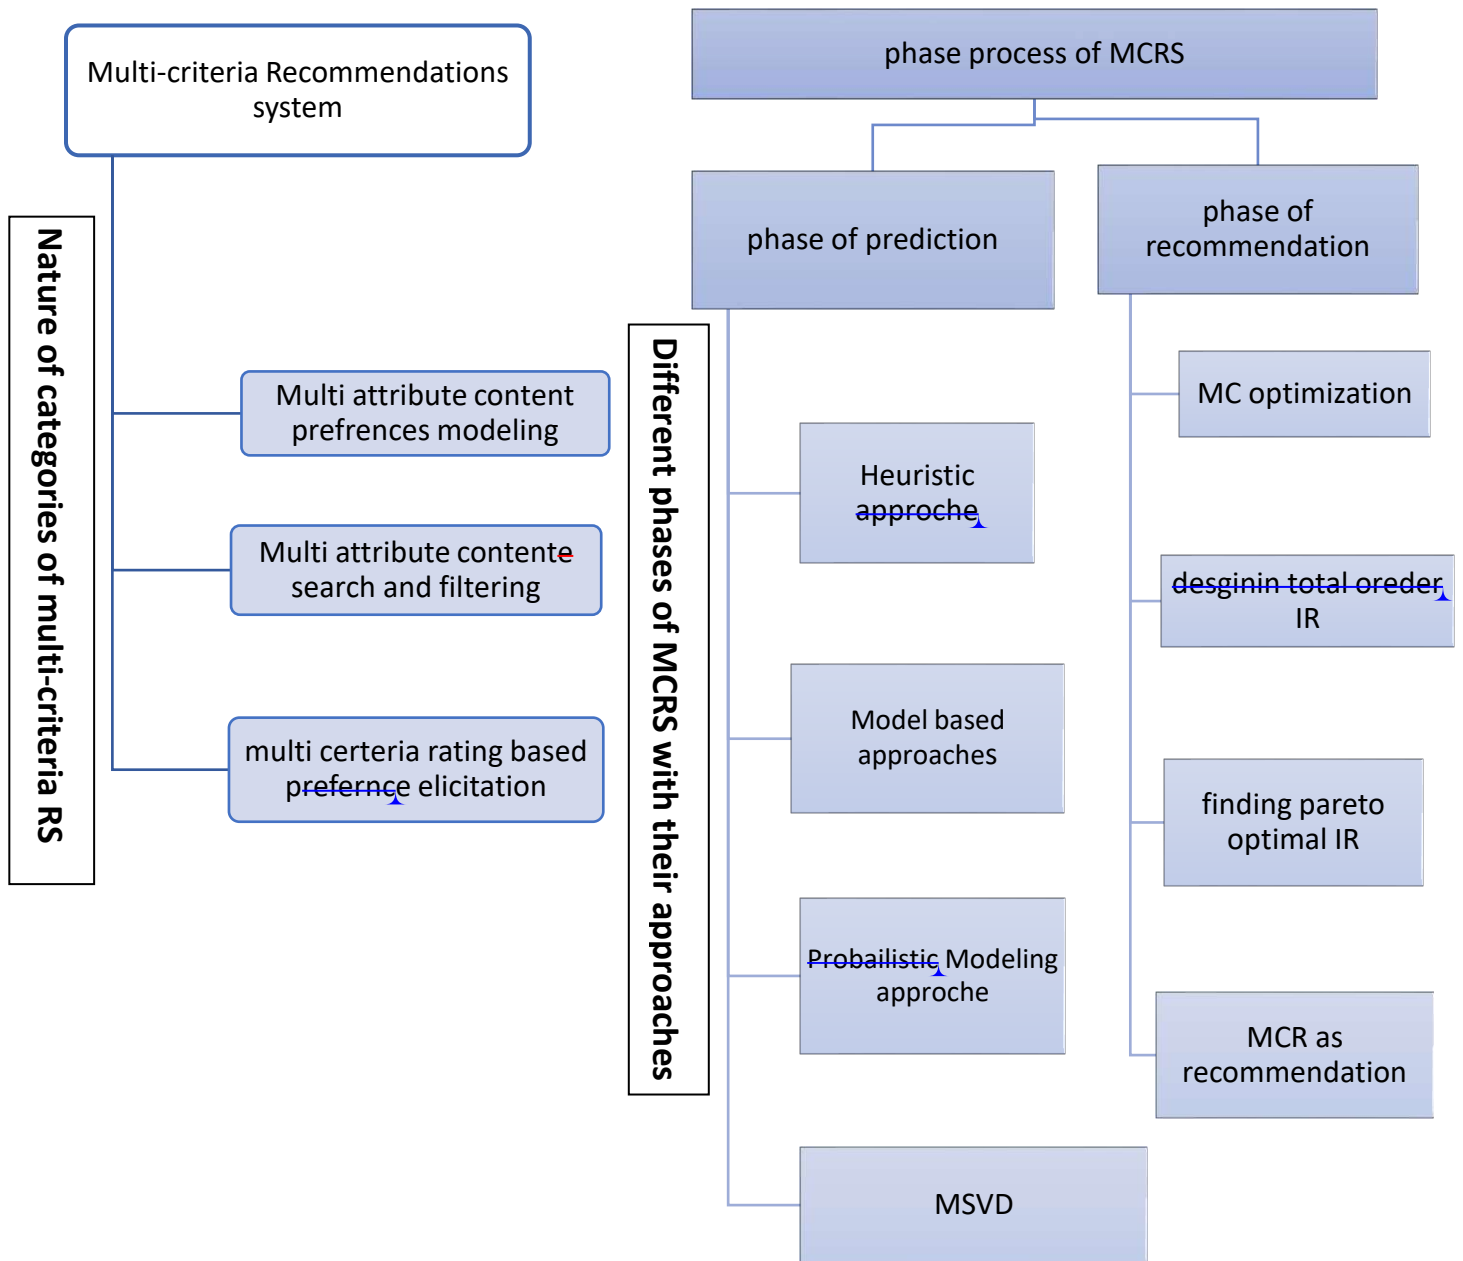 Multi-criteria Recommendations
system
Nature of categories of multi-criteria RS
Multi attribute content
prefrences modeling
Multi attribute contente
search and filtering
multi certeria rating based
prefernce elicitation
phase process of MCRS
phase of prediction
phase of
recommendation
Different phases of MCRS with their approaches
Heuristic
approche
Model based
approaches
Probailistic Modeling
approche
MSVD
MC optimization
desginin total oreder
IR
finding pareto
optimal IR
MCR as
recommendation